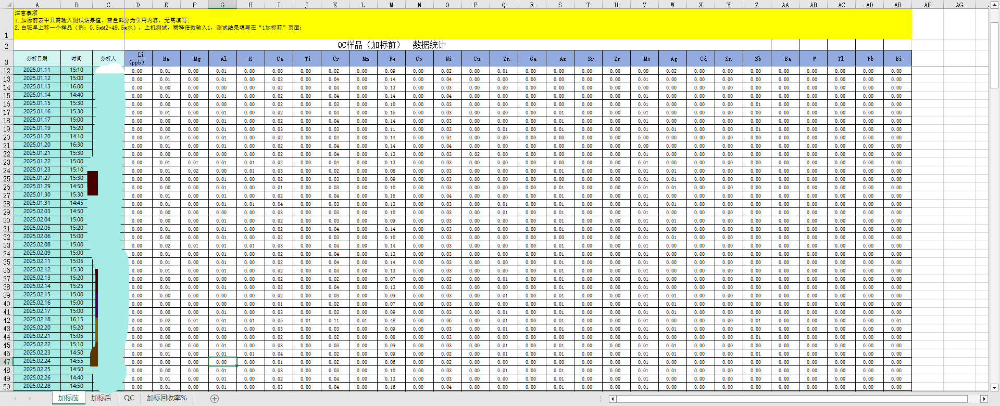 A B C D E F G H I J K L M N O P Q R S T U V W X Y Z AA AB AC AD AE AF AG
注意事项
1.加标前表中只需输入测试结果值，蓝色部分为引用内容，无需填写；
2.白班早上称一个样品（例：0.5gM2+49.5g水），上机测试，稀释倍数输入1，测试结果填写在“1加标前”页面；
1
2 QC样品（加标前） 数据统计
3 分析日期 时间 分析人 Li (ppb) Na Mg Al K Ca Ti Cr Mn Fe Co Ni Cu Zn Ga As Sr Zr Mo Ag Cd Sn Sb Ba W Tl Pb Bi
12 2025.01.11 15:10 0.00 0.01 0.00 0.01 0.00 0.08 0.00 0.02 0.00 0.09 0.00 0.02 0.00 0.01 0.00 0.00 0.00 0.00 0.00 0.02 0.00 0.00 0.00 0.00 0.00 0.00 0.00 0.00
13 2025.01.12 15:00 0.00 0.01 0.00 0.01 0.00 0.02 0.00 0.04 0.00 0.14 0.00 0.04 0.00 0.00 0.00 0.00 0.00 0.00 0.01 0.00 0.00 0.00 0.00 0.00 0.00 0.00 0.00 0.00
14 2025.01.13 16:00 0.00 0.00 0.00 0.00 0.00 0.02 0.00 0.04 0.00 0.13 0.00 0.03 0.00 0.00 0.00 0.00 0.00 0.00 0.00 0.00 0.00 0.00 0.00 0.00 0.00 0.00 0.00 0.00
15 2025.01.14 14:40 0.00 0.01 0.00 0.01 0.00 0.02 0.00 0.04 0.00 0.14 0.00 0.04 0.00 0.00 0.00 0.00 0.00 0.00 0.01 0.00 0.00 0.00 0.00 0.00 0.00 0.00 0.00 0.00
16 2025.01.15 15:30 0.00 0.00 0.00 0.00 0.00 0.02 0.00 0.03 0.00 0.10 0.00 0.03 0.00 0.00 0.00 0.00 0.00 0.00 0.01 0.00 0.00 0.00 0.01 0.00 0.00 0.00 0.00 0.00
17 2025.01.16 15:30 0.00 0.01 0.00 0.01 0.00 0.02 0.00 0.04 0.00 0.15 0.00 0.03 0.00 0.00 0.00 0.01 0.00 0.00 0.01 0.00 0.00 0.00 0.00 0.00 0.00 0.00 0.00 0.00
18 2025.01.17 15:00 0.00 0.00 0.00 0.01 0.00 0.02 0.00 0.04 0.00 0.14 0.00 0.03 0.00 0.00 0.00 0.01 0.00 0.00 0.01 0.00 0.00 0.00 0.00 0.00 0.00 0.00 0.00 0.00
19 2025.01.19 15:20 0.00 0.00 0.00 0.01 0.00 0.03 0.00 0.03 0.00 0.11 0.00 0.03 0.00 0.01 0.00 0.01 0.00 0.00 0.01 0.01 0.00 0.00 0.01 0.00 0.00 0.00 0.00 0.00
20 2025.01.20 14:10 0.00 0.01 0.00 0.01 0.00 0.02 0.00 0.04 0.00 0.14 0.00 0.04 0.00 0.00 0.00 0.00 0.00 0.00 0.00 0.00 0.00 0.00 0.00 0.00 0.00 0.00 0.00 0.00
21 2025.01.20 16:30 0.00 0.01 0.00 0.01 0.00 0.02 0.00 0.04 0.00 0.14 0.00 0.04 0.00 0.00 0.00 0.00 0.00 0.00 0.00 0.00 0.00 0.00 0.00 0.00 0.00 0.00 0.00 0.00
22 2025.01.21 15:30 0.00 0.00 0.00 0.00 0.00 0.02 0.00 0.04 0.00 0.13 0.00 0.03 0.02 0.00 0.00 0.00 0.00 0.00 0.01 0.00 0.00 0.00 0.00 0.00 0.00 0.00 0.00 0.00
23 2025.01.22 15:00 0.00 0.01 0.01 0.01 0.01 0.02 0.00 0.04 0.00 0.13 0.00 0.03 0.00 0.00 0.00 0.00 0.00 0.00 0.01 0.00 0.00 0.00 0.00 0.00 0.00 0.00 0.00 0.00
24 2025.01.23 15:10 0.00 0.01 0.02 0.00 0.01 0.03 0.00 0.02 0.00 0.08 0.00 0.03 0.00 0.00 0.00 0.01 0.00 0.00 0.01 0.01 0.00 0.00 0.00 0.00 0.00 0.00 0.00 0.00
25 2025.01.27 15:30 0.00 0.00 0.00 0.01 0.00 0.02 0.00 0.03 0.00 0.09 0.00 0.03 0.00 0.00 0.00 0.01 0.00 0.00 0.01 0.00 0.00 0.00 0.00 0.00 0.00 0.00 0.00 0.00
26 2025.01.29 14:50 0.00 0.00 0.00 0.01 0.00 0.01 0.00 0.03 0.00 0.10 0.00 0.03 0.00 0.00 0.00 0.01 0.00 0.00 0.01 0.01 0.00 0.00 0.00 0.00 0.00 0.00 0.00 0.00
27 2025.01.30 15:30 0.00 0.01 0.00 0.01 0.00 0.02 0.00 0.04 0.00 0.15 0.00 0.04 0.00 0.00 0.00 0.01 0.00 0.00 0.01 0.00 0.00 0.00 0.00 0.00 0.00 0.00 0.00 0.00
28 2025.01.31 14:45 0.00 0.01 0.00 0.01 0.01 0.04 0.00 0.03 0.00 0.13 0.00 0.03 0.00 0.01 0.00 0.01 0.00 0.00 0.01 0.00 0.00 0.00 0.00 0.00 0.00 0.00 0.00 0.00
29 2025.02.03 14:50 0.00 0.00 0.00 0.00 0.00 0.03 0.00 0.03 0.00 0.10 0.00 0.03 0.00 0.01 0.00 0.01 0.00 0.00 0.01 0.00 0.00 0.00 0.00 0.00 0.00 0.00 0.00 0.00
30 2025.02.04 15:00 0.00 0.00 0.00 0.01 0.00 0.02 0.00 0.03 0.00 0.09 0.00 0.03 0.00 0.00 0.00 0.01 0.00 0.00 0.01 0.01 0.00 0.00 0.00 0.00 0.00 0.00 0.00 0.00
31 2025.02.05 15:20 0.00 0.01 0.00 0.01 0.00 0.02 0.00 0.04 0.00 0.14 0.00 0.03 0.00 0.00 0.00 0.01 0.00 0.00 0.01 0.00 0.00 0.00 0.00 0.00 0.00 0.00 0.00 0.00
32 2025.02.06 15:00 0.00 0.00 0.00 0.01 0.00 0.02 0.00 0.03 0.00 0.10 0.00 0.03 0.00 0.00 0.00 0.01 0.00 0.00 0.01 0.01 0.00 0.00 0.00 0.00 0.00 0.00 0.00 0.00
33 2025.02.08 15:00 0.00 0.02 0.01 0.01 0.01 0.03 0.00 0.04 0.00 0.14 0.00 0.03 0.00 0.00 0.00 0.01 0.00 0.00 0.01 0.00 0.00 0.00 0.00 0.00 0.00 0.00 0.00 0.00
34 2025.02.09 15:00 0.00 0.01 0.00 0.01 0.00 0.02 0.00 0.04 0.00 0.13 0.00 0.03 0.00 0.00 0.00 0.01 0.00 0.00 0.01 0.00 0.00 0.00 0.00 0.00 0.00 0.00 0.00 0.00
35 2025.02.11 15:05 0.00 0.01 0.00 0.01 0.00 0.02 0.00 0.04 0.00 0.14 0.00 0.03 0.00 0.00 0.00 0.01 0.00 0.00 0.01 0.00 0.00 0.00 0.00 0.00 0.00 0.00 0.00 0.00
36 2025.02.12 15:30 0.00 0.01 0.00 0.01 0.00 0.02 0.00 0.04 0.00 0.13 0.00 0.03 0.00 0.00 0.00 0.01 0.00 0.00 0.01 0.00 0.00 0.00 0.00 0.00 0.00 0.00 0.00 0.00
37 2025.02.13 15:20 0.00 0.00 0.00 0.00 0.00 0.02 0.00 0.02 0.00 0.07 0.00 0.02 0.00 0.01 0.00 0.01 0.00 0.00 0.01 0.01 0.00 0.00 0.00 0.00 0.00 0.00 0.00 0.00
38 2025.02.14 15:25 0.00 0.01 0.00 0.01 0.00 0.02 0.00 0.04 0.00 0.13 0.00 0.03 0.00 0.00 0.00 0.01 0.00 0.00 0.01 0.00 0.00 0.00 0.00 0.00 0.00 0.00 0.00 0.00
39 2025.02.15 15:00 0.00 0.00 0.00 0.01 0.00 0.02 0.00 0.03 0.00 0.09 0.00 0.03 0.00 0.01 0.00 0.01 0.00 0.00 0.01 0.01 0.00 0.00 0.00 0.00 0.00 0.00 0.00 0.00
40 2025.02.16 15:00 0.00 0.00 0.00 0.00 0.00 0.01 0.00 0.02 0.00 0.07 0.00 0.03 0.00 0.00 0.00 0.01 0.00 0.00 0.01 0.01 0.00 0.00 0.00 0.00 0.00 0.00 0.00 0.00
41 2025.02.17 15:00 0.00 0.00 0.00 0.01 0.00 0.03 0.00 0.03 0.00 0.09 0.00 0.03 0.00 0.01 0.00 0.01 0.00 0.00 0.01 0.01 0.00 0.00 0.00 0.00 0.00 0.00 0.00 0.00
42 2025.02.18 16:15 0.00 0.02 0.01 0.01 0.01 0.05 0.01 0.11 0.01 0.48 0.00 0.06 0.00 0.01 0.00 0.01 0.00 0.00 0.01 0.00 0.00 0.00 0.01 0.00 0.00 0.00 0.00 0.01
43 2025.02.20 15:20 0.00 0.00 0.00 0.01 0.00 0.03 0.00 0.03 0.00 0.09 0.00 0.03 0.00 0.00 0.00 0.01 0.00 0.00 0.01 0.01 0.00 0.00 0.00 0.00 0.00 0.00 0.00 0.00
44 2025.02.21 15:05 0.00 0.00 0.00 0.00 0.00 0.02 0.00 0.02 0.00 0.08 0.00 0.03 0.00 0.00 0.00 0.01 0.00 0.00 0.01 0.00 0.00 0.00 0.01 0.00 0.00 0.00 0.00 0.00
45 2025.02.22 15:10 0.00 0.00 0.00 0.01 0.00 0.03 0.00 0.03 0.00 0.09 0.00 0.03 0.00 0.01 0.00 0.01 0.00 0.00 0.01 0.01 0.00 0.00 0.00 0.00 0.00 0.00 0.00 0.00
46 2025.02.23 14:50 0.00 0.01 0.00 0.01 0.01 0.04 0.00 0.02 0.00 0.09 0.00 0.02 0.00 0.01 0.00 0.01 0.00 0.00 0.01 0.01 0.00 0.00 0.01 0.00 0.00 0.00 0.00 0.00
47 2025.02.24 14:55 0.00 0.00 0.00 0.00 0.00 0.01 0.00 0.02 0.00 0.06 0.00 0.02 0.00 0.00 0.00 0.00 0.00 0.00 0.01 0.00 0.00 0.00 0.00 0.00 0.00 0.00 0.00 0.00
48 2025.02.25 14:50 0.00 0.00 0.00 0.01 0.00 0.03 0.00 0.03 0.00 0.10 0.00 0.03 0.00 0.01 0.00 0.01 0.00 0.00 0.01 0.01 0.00 0.00 0.00 0.00 0.00 0.00 0.00 0.00
49 2025.02.26 14:40 0.00 0.01 0.00 0.01 0.00 0.02 0.00 0.04 0.00 0.13 0.00 0.03 0.00 0.00 0.00 0.01 0.00 0.00 0.01 0.00 0.00 0.00 0.00 0.00 0.00 0.00 0.00 0.00
50 2025.02.28 14:50 0.00 0.01 0.00 0.01 0.00 0.03 0.00 0.04 0.00 0.16 0.00 0.04 0.00 0.00 0.00 0.01 0.00 0.00 0.01 0.00 0.00 0.00 0.00 0.00 0.00 0.00 0.00 0.00
加标前 加标后 QC 加标回收率%